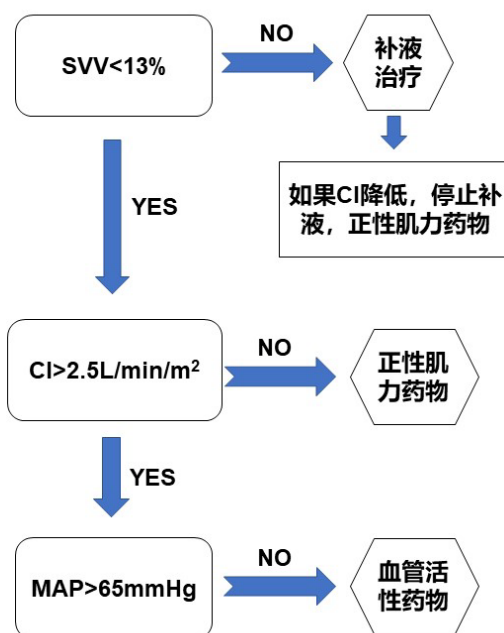 NO
SVV<13%
补液
治疗
YES
如果CI降低，停止补
液，正性肌力药物
CI>2.5L/min/m²
NO
正性肌
力药物
YES
MAP>65mmHg
NO
血管活
性药物